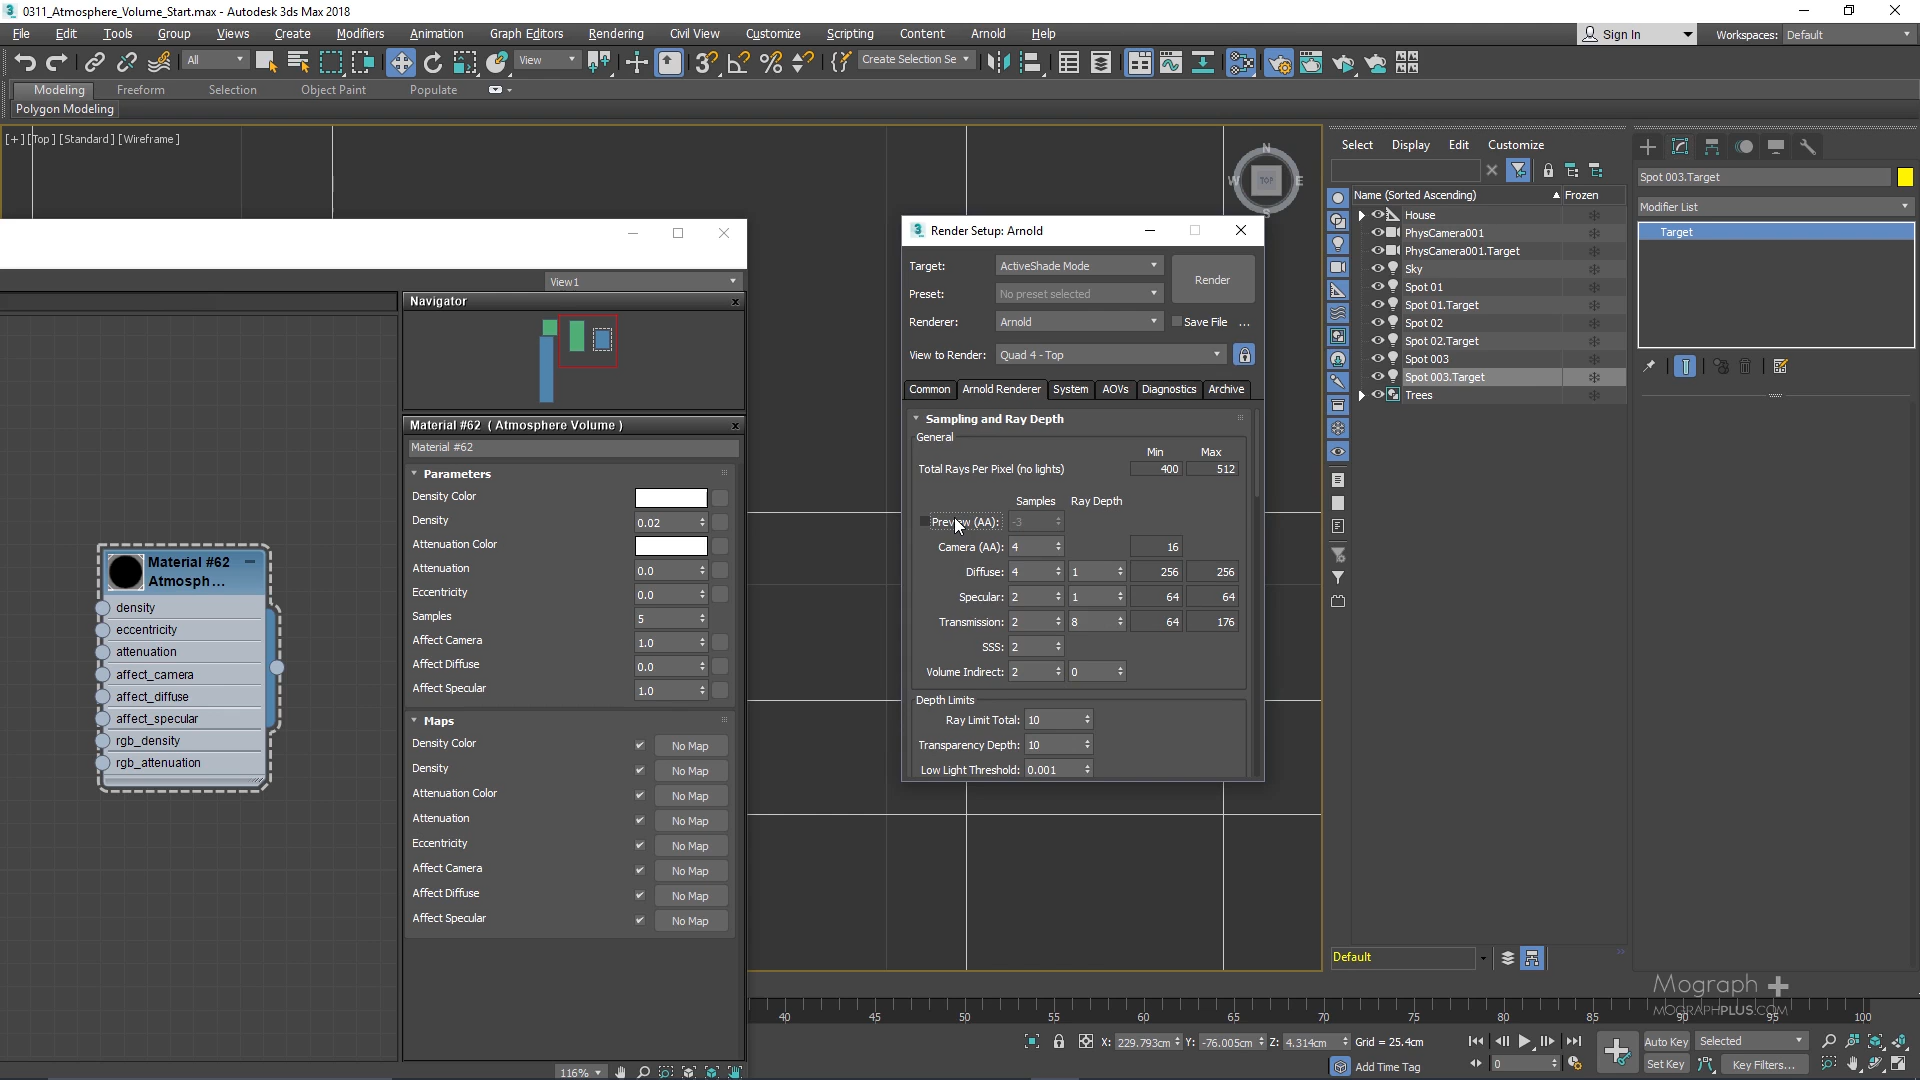 0311_Atmosphere_Volume_Start.max - Autodesk 3ds Max 2018
File Edit Tools Group Views Create Modifiers Animation Graph Editors Rendering Civil View Customize Scripting Content Arnold Help
Sign In Workspaces: Default
All View Create Selection Se
Modeling Freeform Selection Object Paint Populate
Polygon Modeling
[+] [Top] [Standard] [Wireframe]
N
W TOP E
S
View1
Navigator
Material #62 ( Atmosphere Volume )
Material #62
Parameters
Density Color
Density 0.02
Attenuation Color
Attenuation 0.0
Eccentricity 0.0
Samples 5
Affect Camera 1.0
Affect Diffuse 0.0
Affect Specular 1.0
Maps
Density Color No Map
Density No Map
Attenuation Color No Map
Attenuation No Map
Eccentricity No Map
Affect Camera No Map
Affect Diffuse No Map
Affect Specular No Map
Material #62
Atmosph...
density
eccentricity
attenuation
affect_camera
affect_diffuse
affect_specular
rgb_density
rgb_attenuation
116%
Render Setup: Arnold
Target: ActiveShade Mode
Render
Preset: No preset selected
Renderer: Arnold Save File ...
View to Render: Quad 4 - Top
Common Arnold Renderer System AOVs Diagnostics Archive
Sampling and Ray Depth
General
Min Max
Total Rays Per Pixel (no lights) 400 512
Samples Ray Depth
Preview (AA): -3
Camera (AA): 4 16
Diffuse: 4 1 256 256
Specular: 2 1 64 64
Transmission: 2 8 64 176
SSS: 2
Volume Indirect: 2 0
Depth Limits
Ray Limit Total: 10
Transparency Depth: 10
Low Light Threshold: 0.001
Select Display Edit Customize
Name (Sorted Ascending) Frozen
House
PhysCamera001
PhysCamera001.Target
Sky
Spot 01
Spot 01.Target
Spot 02
Spot 02.Target
Spot 003
Spot 003.Target
Trees
Default
Spot 003.Target
Modifier List
Target
Mograph +
MOGRAPHPLUS.COM
40 45 50 55 60 65 70 75 80 85 90 95 100
X: 229.793cm Y: -76.005cm Z: 4.314cm Grid = 25.4cm
Add Time Tag
0
Auto Key Selected
Set Key Key Filters...